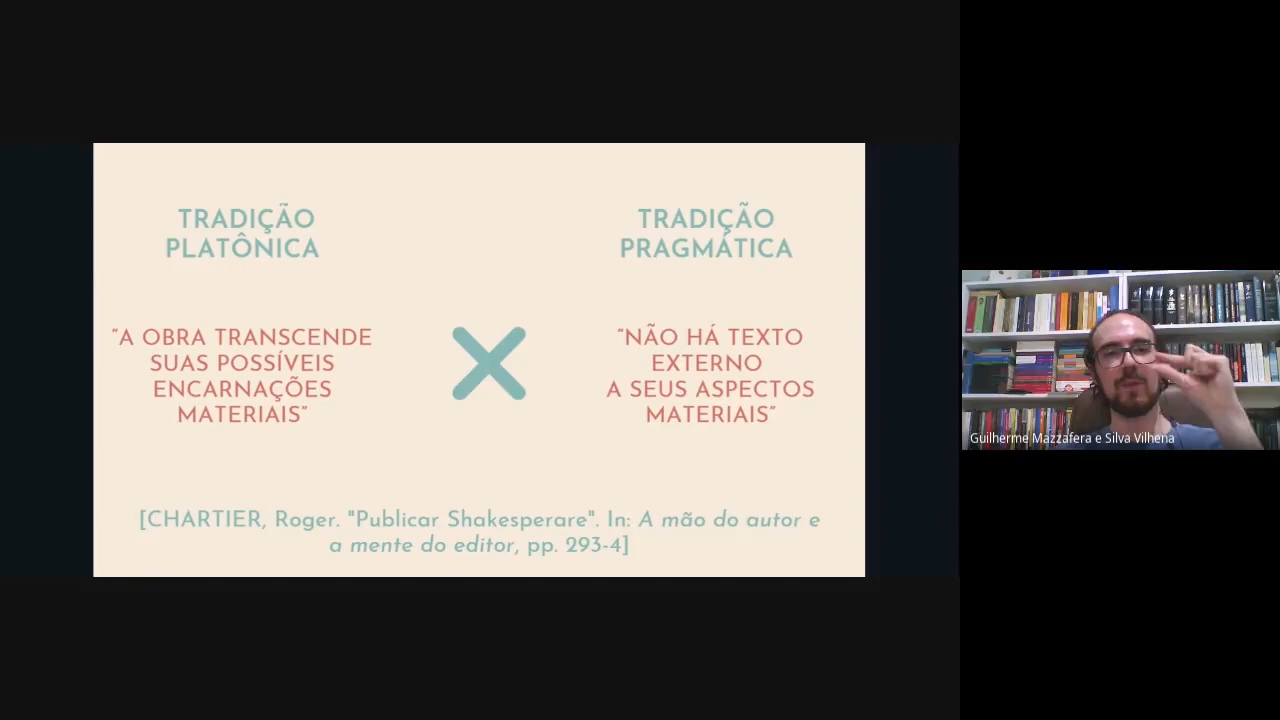 TRADIÇÃO
PLATÔNICA
"A OBRA TRANSCENDE
SUAS POSSÍVEIS
ENCARNAÇÕES
MATERIAIS"
TRADIÇÃO
PRAGMÁTICA
"NÃO HÁ TEXTO
EXTERNO
A SEUS ASPECTOS
MATERIAIS"
[CHARTIER, Roger. "Publicar Shakesperare". In: A mão do autor e
a mente do editor, pp. 293-4]
Guilherme Mazzafera e Silva Vilhena